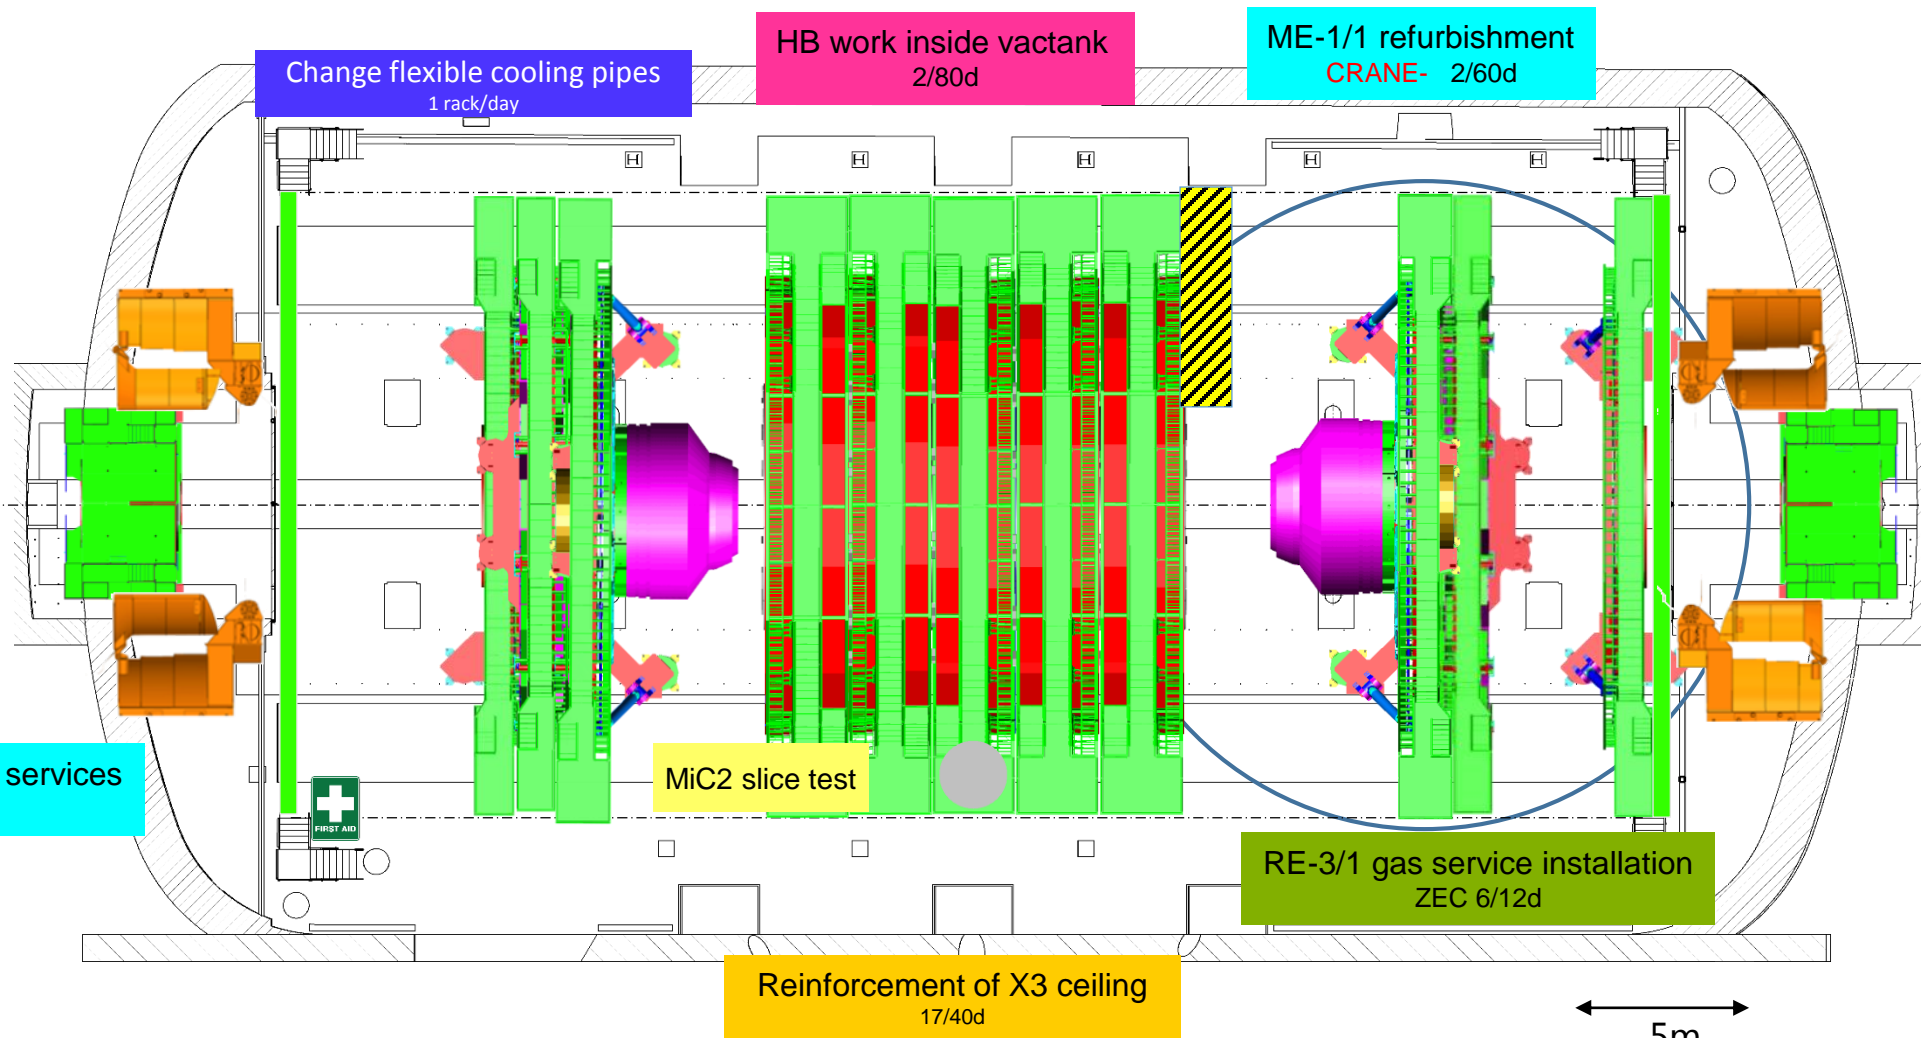 HB work inside vactank
2/80d
ME-1/1 refurbishment
CRANE- 2/60d
Change flexible cooling pipes
1 rack/day
H
H
H
H
H
services
MiC2 slice test
FIRST AID
RE-3/1 gas service installation
ZEC 6/12d
Reinforcement of X3 ceiling
17/40d
5m